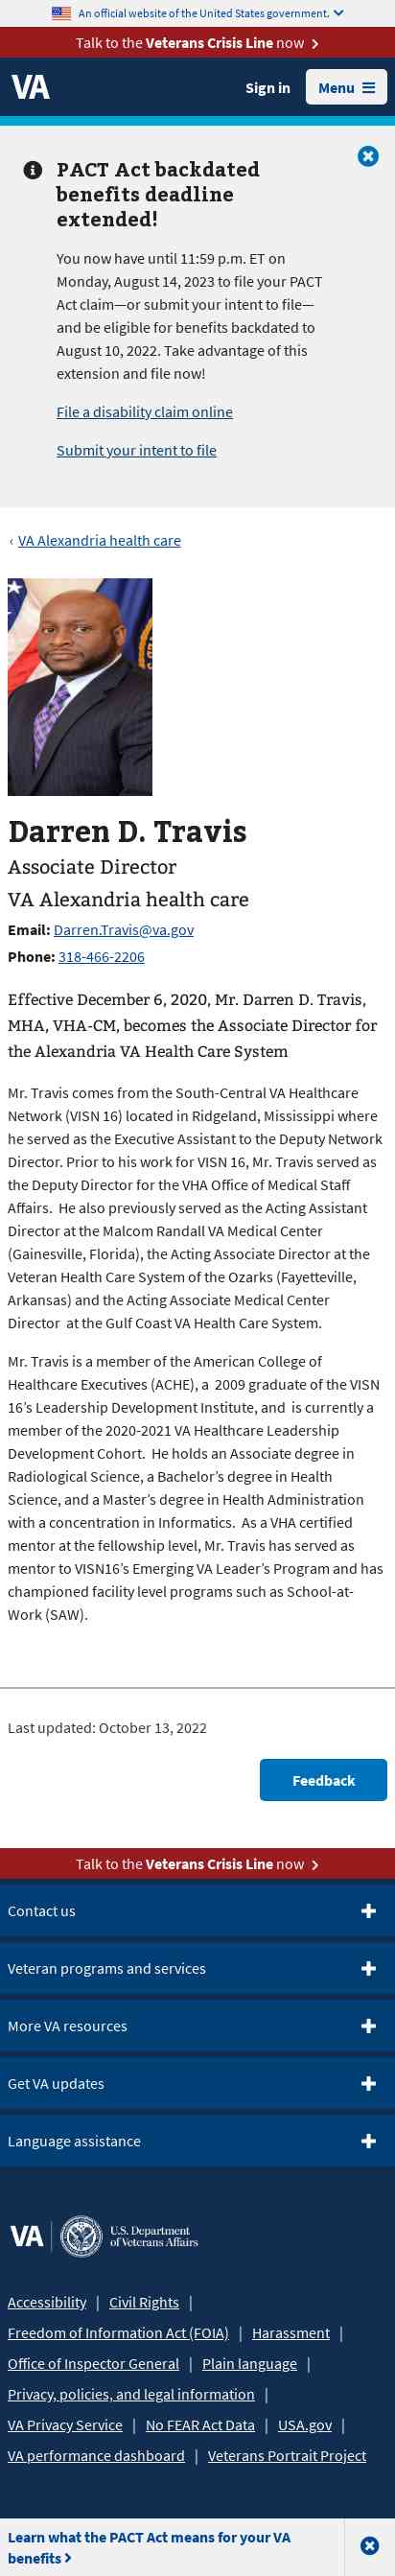 An official website of the United States government.
Talk to the Veterans Crisis Line now
VA
Sign in
Menu
PACT Act backdated
benefits deadline
extended!
You now have until 11:59 p.m. ET on
Monday, August 14, 2023 to file your PACT
Act claim—or submit your intent to file—
and be eligible for benefits backdated to
August 10, 2022. Take advantage of this
extension and file now!
File a disability claim online
Submit your intent to file
‹ VA Alexandria health care
Darren D. Travis
Associate Director
VA Alexandria health care
Email: Darren.Travis@va.gov
Phone: 318-466-2206
Effective December 6, 2020, Mr. Darren D. Travis,
MHA, VHA-CM, becomes the Associate Director for
the Alexandria VA Health Care System
Mr. Travis comes from the South-Central VA Healthcare
Network (VISN 16) located in Ridgeland, Mississippi where
he served as the Executive Assistant to the Deputy Network
Director. Prior to his work for VISN 16, Mr. Travis served as
the Deputy Director for the VHA Office of Medical Staff
Affairs.  He also previously served as the Acting Assistant
Director at the Malcom Randall VA Medical Center
(Gainesville, Florida), the Acting Associate Director at the
Veteran Health Care System of the Ozarks (Fayetteville,
Arkansas) and the Acting Associate Medical Center
Director  at the Gulf Coast VA Health Care System.
Mr. Travis is a member of the American College of
Healthcare Executives (ACHE), a  2009 graduate of the VISN
16’s Leadership Development Institute, and  is currently a
member of the 2020-2021 VA Healthcare Leadership
Development Cohort.  He holds an Associate degree in
Radiological Science, a Bachelor’s degree in Health
Science, and a Master’s degree in Health Administration
with a concentration in Informatics.  As a VHA certified
mentor at the fellowship level, Mr. Travis has served as
mentor to VISN16’s Emerging VA Leader’s Program and has
championed facility level programs such as School-at-
Work (SAW).
Last updated: October 13, 2022
Feedback
Talk to the Veterans Crisis Line now
Contact us
Veteran programs and services
More VA resources
Get VA updates
Language assistance
VA | U.S. Department
of Veterans Affairs
Accessibility | Civil Rights |
Freedom of Information Act (FOIA) | Harassment |
Office of Inspector General | Plain language |
Privacy, policies, and legal information |
VA Privacy Service | No FEAR Act Data | USA.gov |
VA performance dashboard | Veterans Portrait Project
Learn what the PACT Act means for your VA
benefits